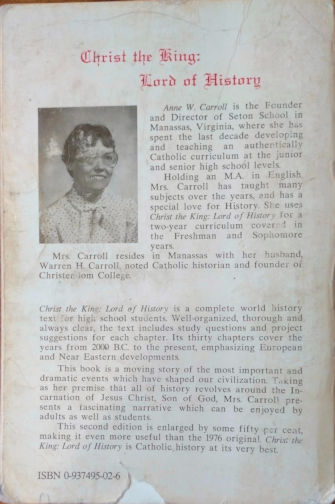 Christ the King:
Lord of History
Anne W. Carroll is the Founder
and Director of Seton School in
Manassas, Virginia, where she has
spent the last decade developing
and teaching an authentically
Catholic curriculum at the junior
and senior high school levels.
Holding an M.A. in English
Mrs. Carroll has taught many
subjects over the years, and has a
special love for History. She uses
Christ the King: Lord of History for a
two-year curriculum covered in
the Freshman and Sophomore
years.
Mrs. Carroll resides in Manassas with her husband,
Warren H. Carroll, noted Catholic historian and founder of
Christendom College.
Christ the King: Lord of History is a complete world history
text for high school students. Well-organized, thorough and
always clear, the text includes study questions and project
suggestions for each chapter. Its thirty chapters cover the
years from 2000 B.C. to the present, emphasizing European
and Near Eastern developments.
This book is a moving story of the most important and
dramatic events which have shaped our civilization. Taking
as her premise that all of history revolves around the In-
carnation of Jesus Christ, Son of God, Mrs. Carroll pre-
sents a fascinating narrative which can be enjoyed by
adults as well as students.
This second edition is enlarged by some fifty per cent,
making it even more useful than the 1976 original. Christ the
King: Lord of History is Catholic history at its very best.
ISBN 0-937495-02-6